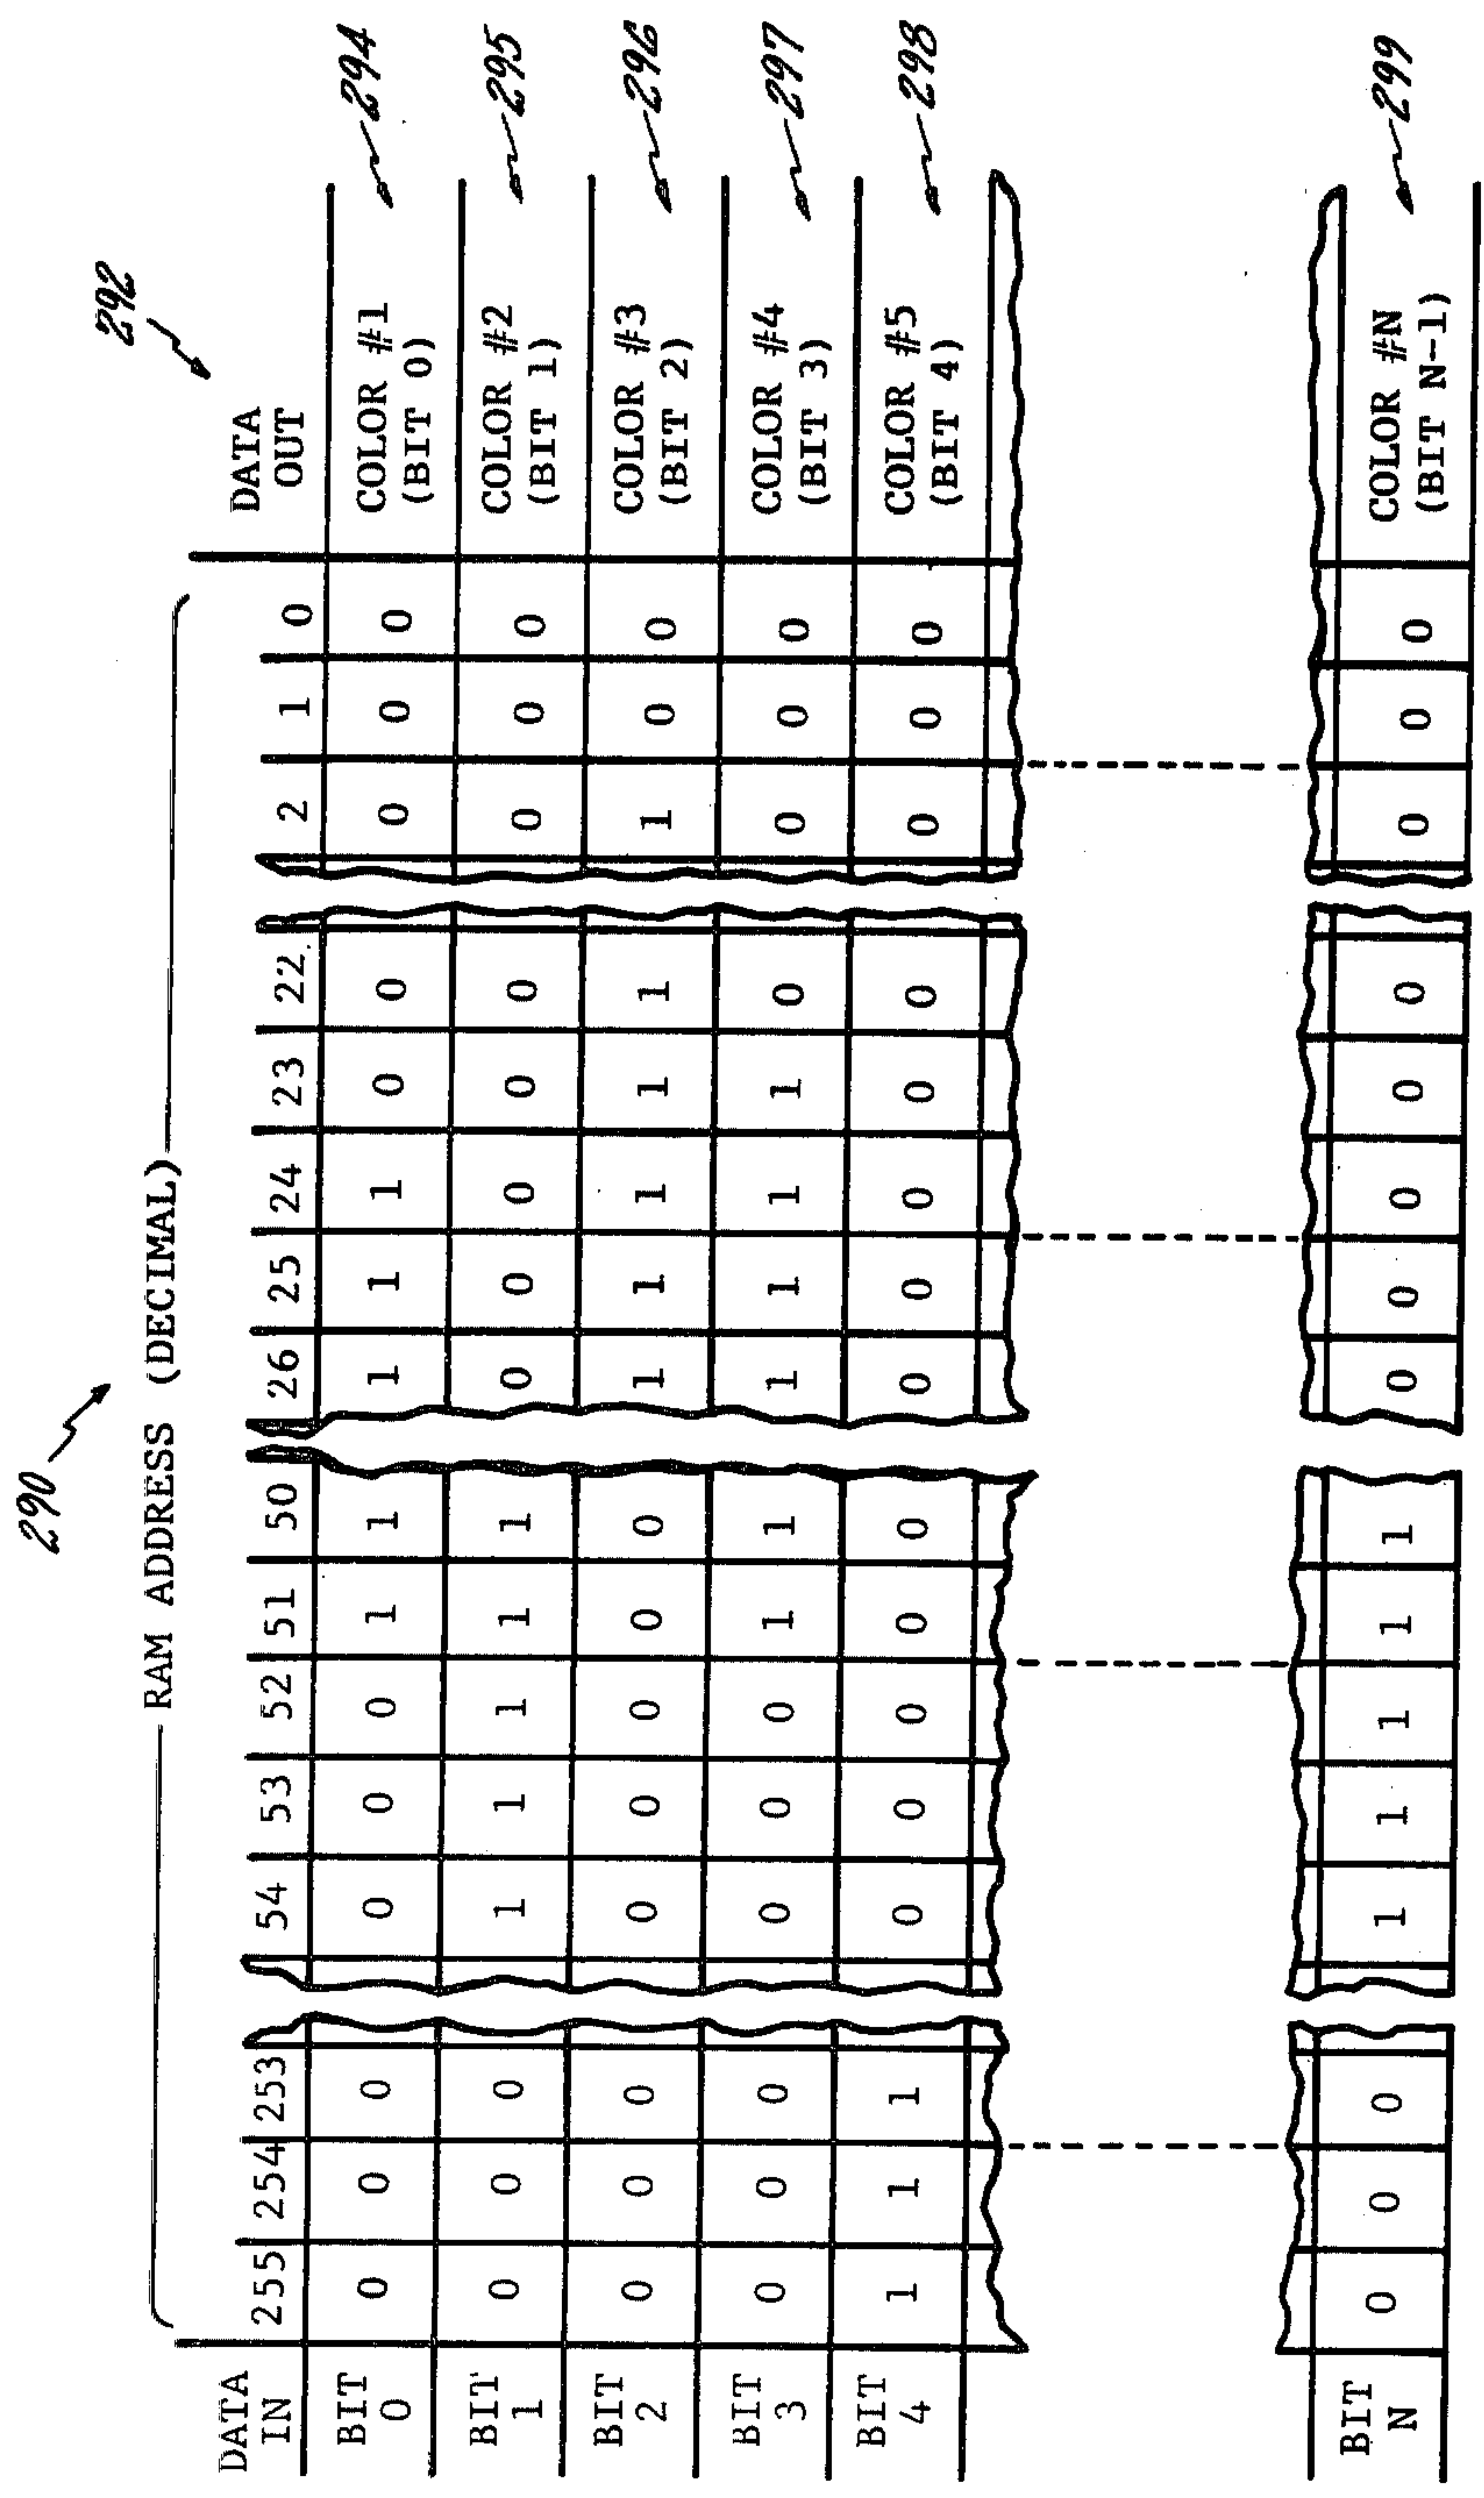 290
292
RAM ADDRESS (DECIMAL)
DATA IN 255 254 253 54 53 52 51 50 26 25 24 23 22 2 1 0 DATA OUT
BIT 0 0 0 0 0 0 0 1 1 1 1 1 0 0 0 0 0 COLOR #1 (BIT 0) 294
BIT 1 0 0 0 1 1 1 1 1 0 0 0 0 0 0 0 0 COLOR #2 (BIT 1) 295
BIT 2 0 0 0 0 0 0 0 0 1 1 1 1 1 1 0 0 COLOR #3 (BIT 2) 296
BIT 3 0 0 0 0 0 0 1 1 1 1 1 1 0 0 0 0 COLOR #4 (BIT 3) 297
BIT 4 1 1 1 0 0 0 0 0 0 0 0 0 0 0 0 0 COLOR #5 (BIT 4) 298
BIT N 0 0 0 1 1 1 1 1 0 0 0 0 0 0 0 0 COLOR #N (BIT N-1) 299